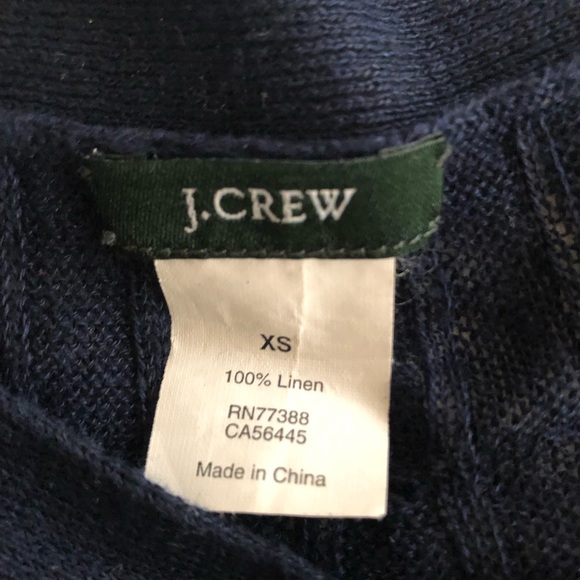 J.CREW
XS
100% Linen
RN77388
CA56445
Made in China